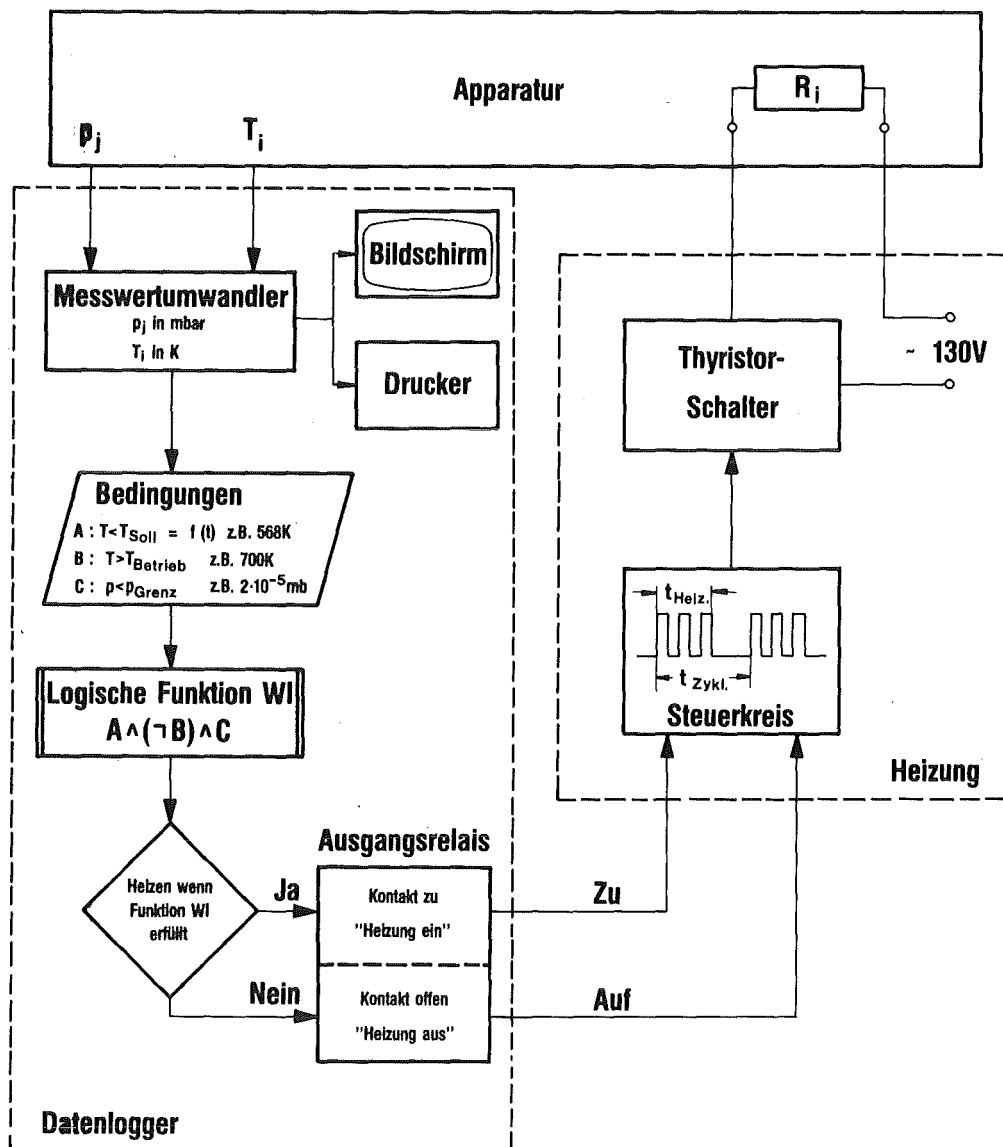 Apparatur
R_i
p_j
T_i
Bildschirm
Messwertumwandler
p_j in mbar
T_i in K
Drucker
Thyristor-
Schalter
~ 130V
Bedingungen
A : T<T_Soll = f (t) z.B. 568K
B : T>T_Betrieb z.B. 700K
C : p<p_Grenz z.B. 2·10⁻⁵mb
t_Heiz.
t_Zykl.
Steuerkreis
Heizung
Logische Funktion WI
A∧(¬B)∧C
Ausgangsrelais
Heizen wenn
Funktion WI
erfüllt
Ja
Kontakt zu
"Heizung ein"
Zu
Nein
Kontakt offen
"Heizung aus"
Auf
Datenlogger